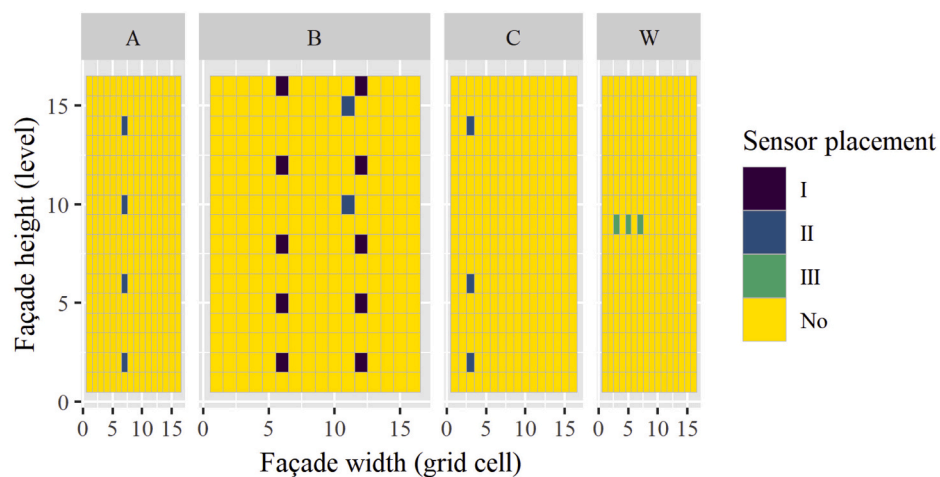 A B C W
Sensor placement
I
II
III
No
Façade height (level)
15
10
5
0
0 5 10 15 0 5 10 15 0 5 10 15 0 5 10 15
Façade width (grid cell)